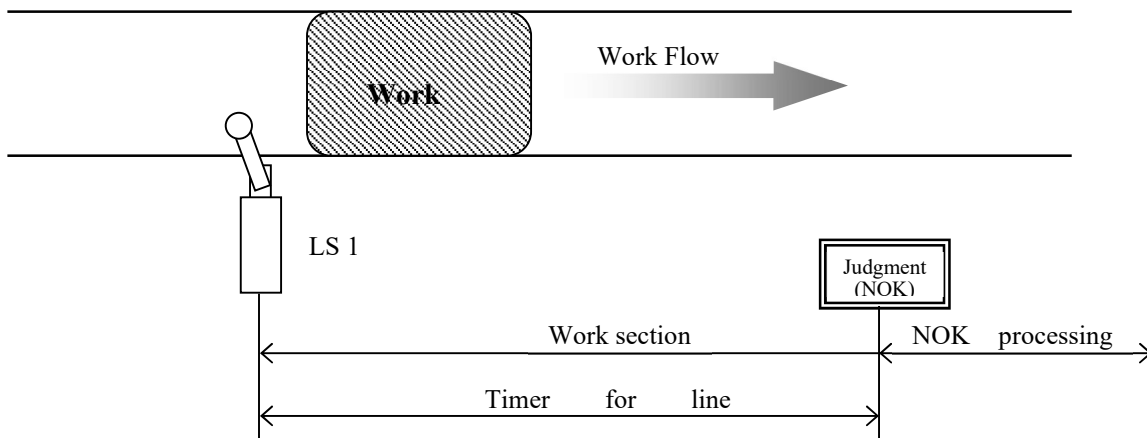 Work Flow
Work
LS 1
Judgment
(NOK)
Work section
NOK processing
Timer for line